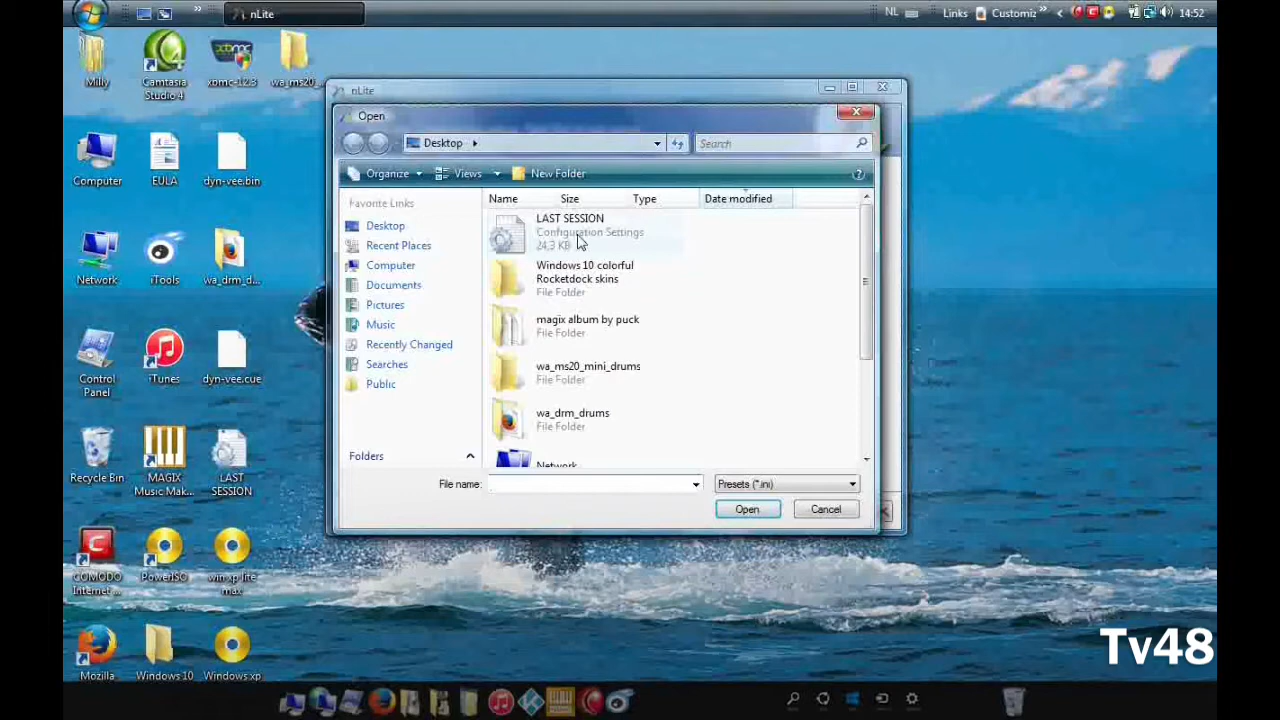 nLite
NL
Links
Customiz
14:52
Milly
Camtasia
Studio 4
xbmc-12.3
wa_ms20_...
Computer
EULA
dyn-vee.bin
Network
iTools
wa_drm_d...
Control
Panel
iTunes
dyn-vee.cue
Recycle Bin
MAGIX
Music Mak...
LAST
SESSION
COMODO
Internet ...
PowerISO
win xp lite
max
Mozilla
Windows 10
Windows xp
nLite
Open
Desktop
Search
Organize
Views
New Folder
Favorite Links
Desktop
Recent Places
Computer
Documents
Pictures
Music
Recently Changed
Searches
Public
Folders
Name
Size
Type
Date modified
LAST SESSION
Configuration Settings
24,3 KB
Windows 10 colorful
Rocketdock skins
File Folder
magix album by puck
File Folder
wa_ms20_mini_drums
File Folder
wa_drm_drums
File Folder
Network
File name:
Presets (*.ini)
Open
Cancel
Tv48